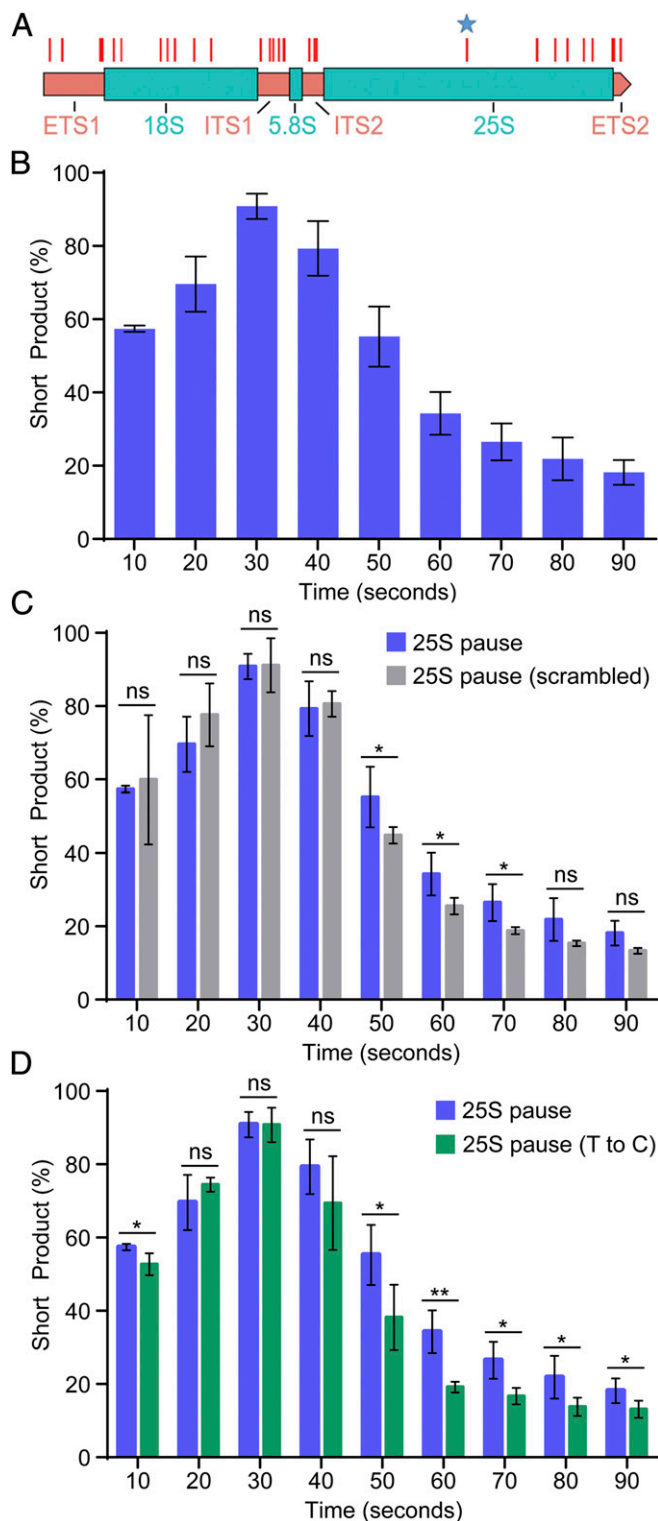 A
ETS1 18S ITS1 5.8S ITS2 25S ETS2
B
Short Product (%)
100
80
60
40
20
0
10 20 30 40 50 60 70 80 90
Time (seconds)
C
Short Product (%)
25S pause
25S pause (scrambled)
100
80
60
40
20
0
ns ns ns ns * * * ns ns
10 20 30 40 50 60 70 80 90
Time (seconds)
D
Short Product (%)
25S pause
25S pause (T to C)
100
80
60
40
20
0
* ns ns ns * ** * * *
10 20 30 40 50 60 70 80 90
Time (seconds)